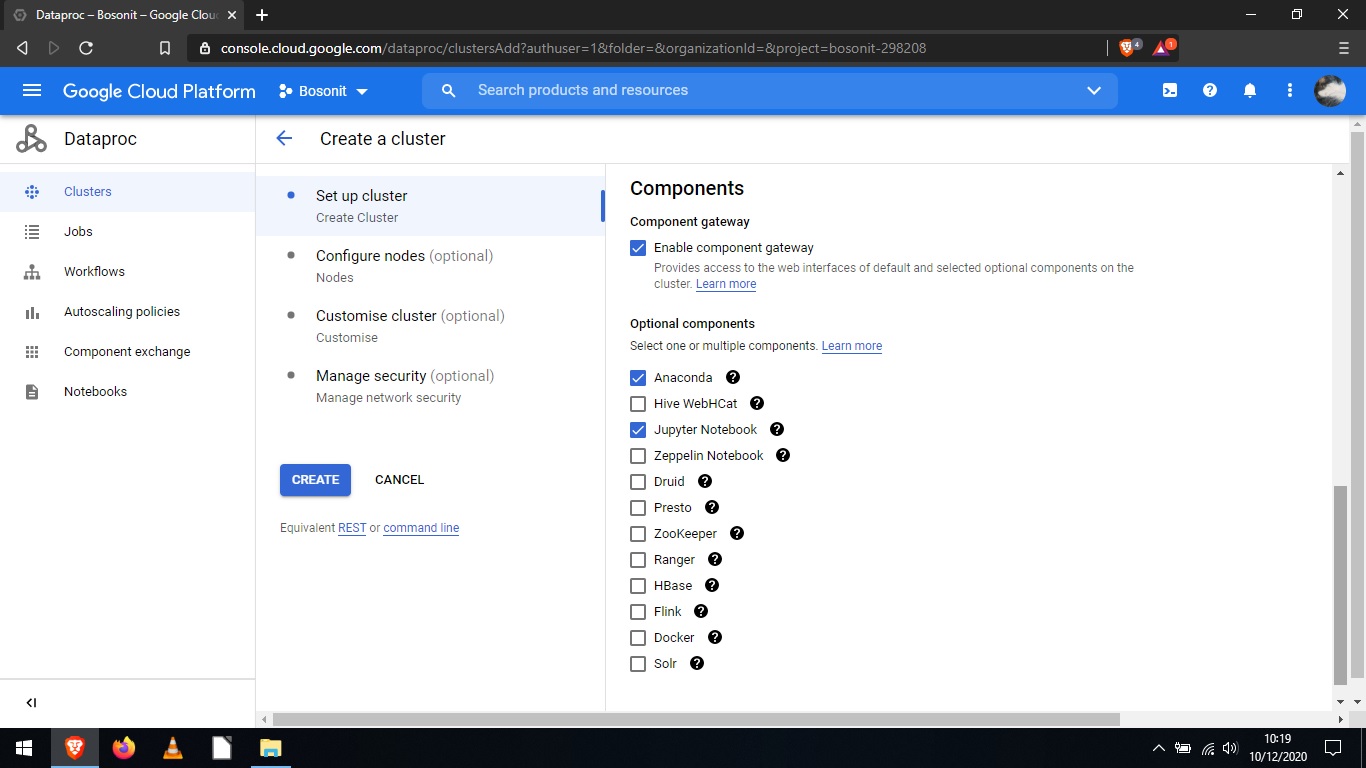 Dataproc – Bosonit – Google Clou
console.cloud.google.com/dataproc/clustersAdd?authuser=1&folder=&organizationId=&project=bosonit-298208
4
1
Google Cloud Platform
Bosonit
Search products and resources
Dataproc
Create a cluster
Clusters
Jobs
Workflows
Autoscaling policies
Component exchange
Notebooks
Set up cluster
Create Cluster
Configure nodes (optional)
Nodes
Customise cluster (optional)
Customise
Manage security (optional)
Manage network security
CREATE CANCEL
Equivalent REST or command line
Components
Component gateway
Enable component gateway
Provides access to the web interfaces of default and selected optional components on the
cluster. Learn more
Optional components
Select one or multiple components. Learn more
Anaconda
Hive WebHCat
Jupyter Notebook
Zeppelin Notebook
Druid
Presto
ZooKeeper
Ranger
HBase
Flink
Docker
Solr
10:19
10/12/2020